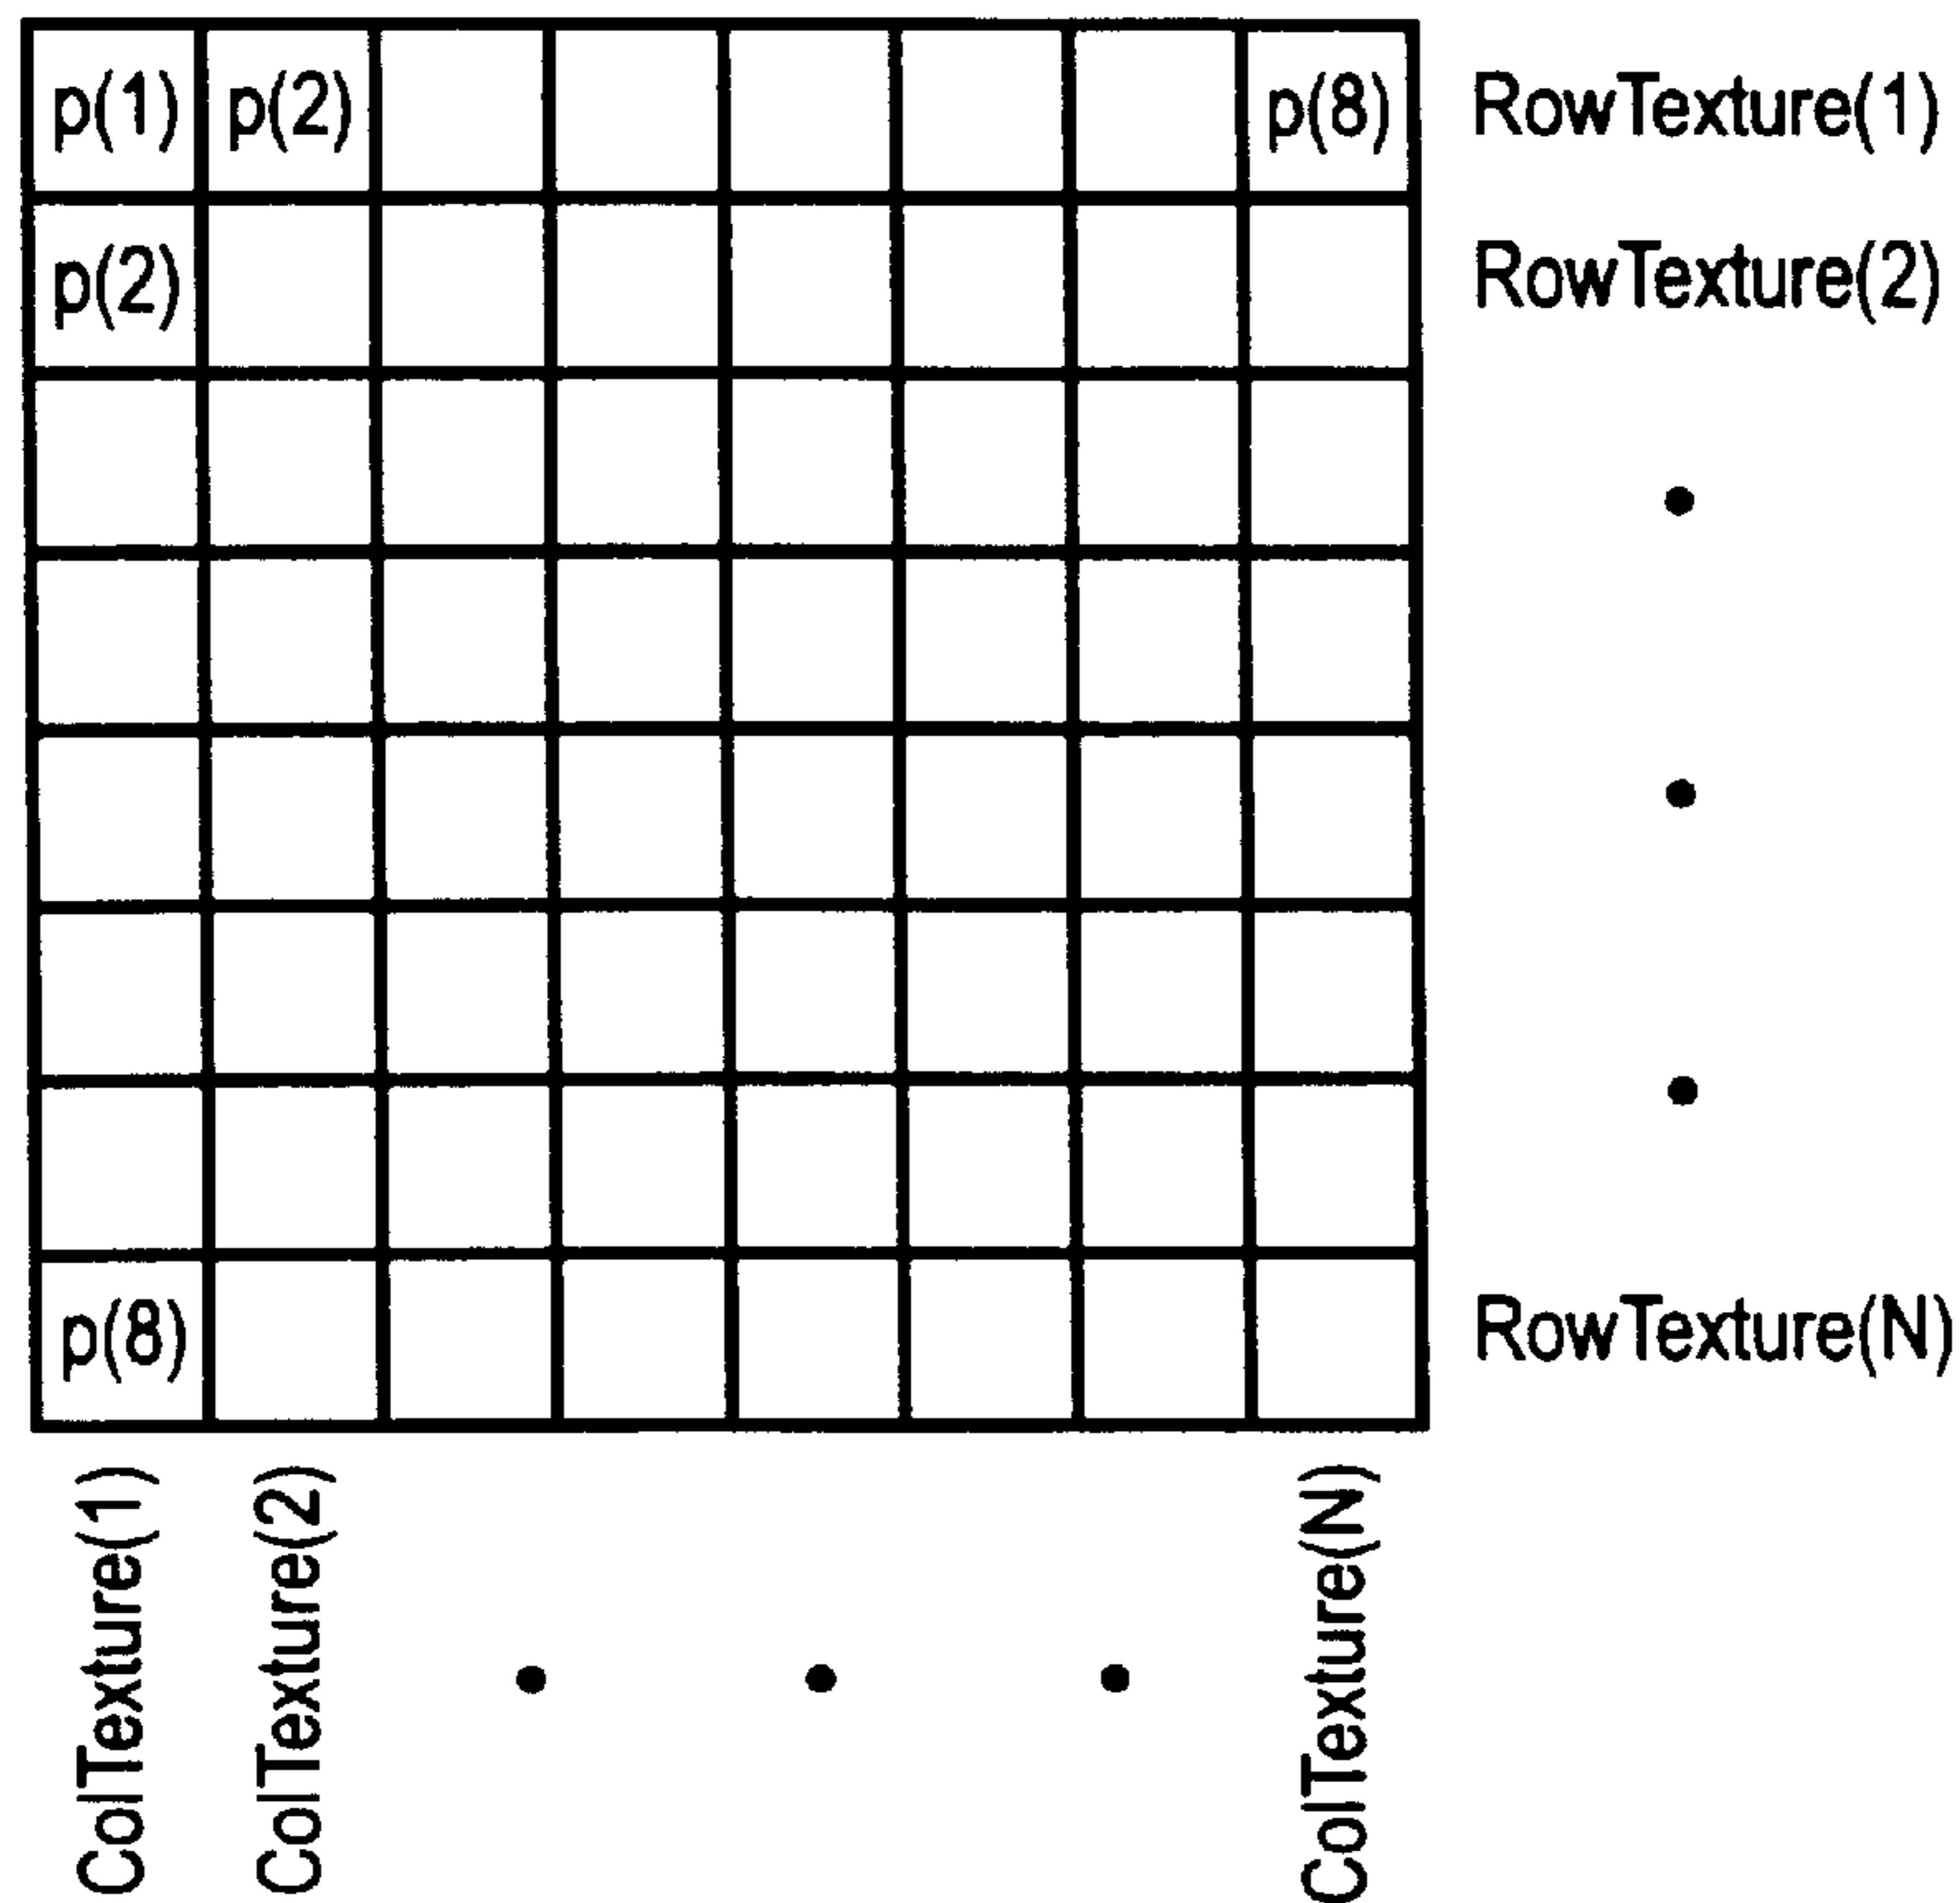 p(1) p(2) p(8) RowTexture(1)
p(2) RowTexture(2)
p(8) RowTexture(N)
ColTexture(1)
ColTexture(2)
ColTexture(N)